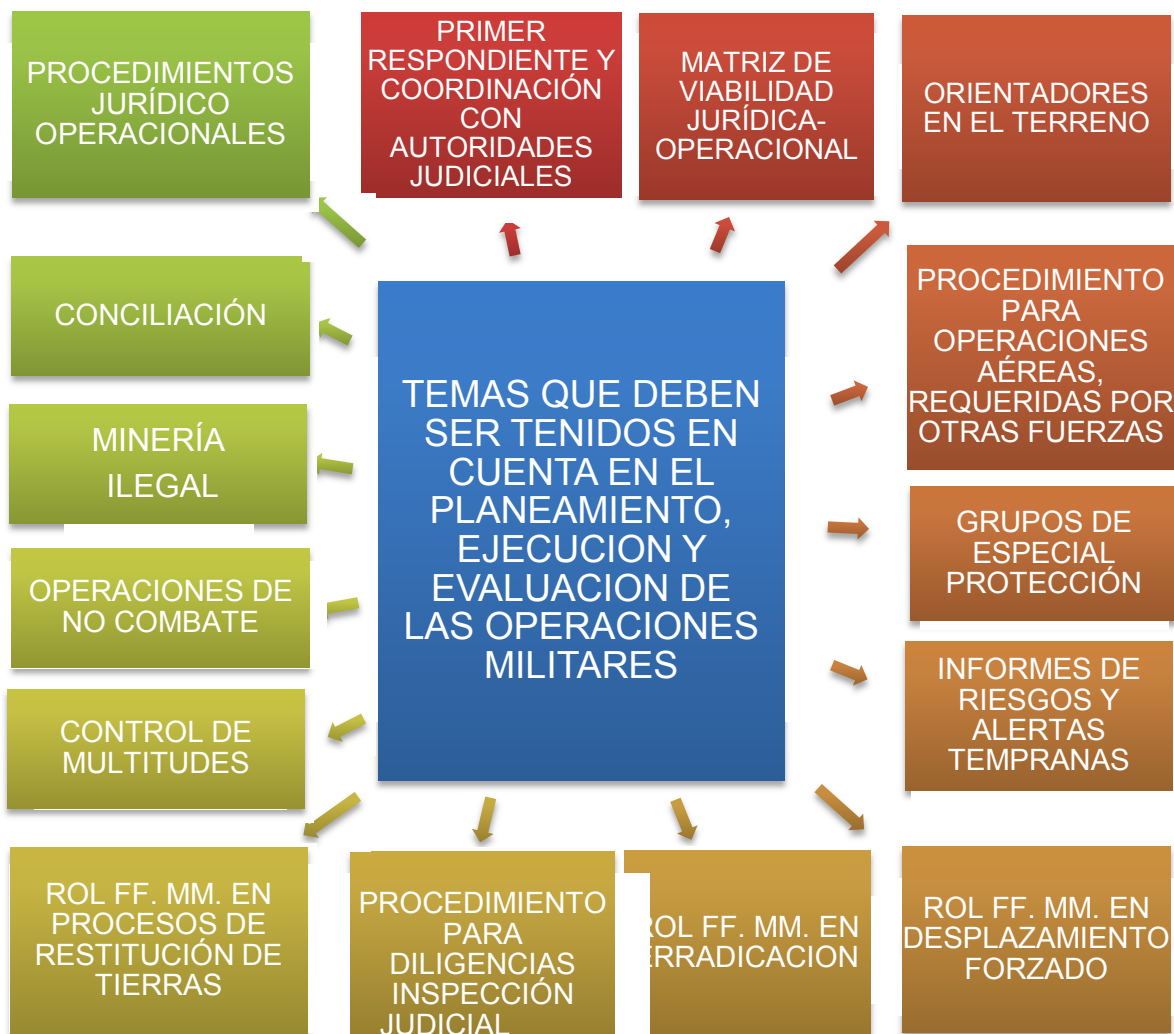 PROCEDIMIENTOS
JURÍDICO
OPERACIONALES
PRIMER
RESPONDIENTE Y
COORDINACIÓN
CON
AUTORIDADES
JUDICIALES
MATRIZ DE
VIABILIDAD
JURÍDICA-
OPERACIONAL
ORIENTADORES
EN EL TERRENO
CONCILIACIÓN
MINERÍA
ILEGAL
OPERACIONES DE
NO COMBATE
CONTROL DE
MULTITUDES
TEMAS QUE DEBEN
SER TENIDOS EN
CUENTA EN EL
PLANEAMIENTO,
EJECUCION Y
EVALUACION DE
LAS OPERACIONES
MILITARES
PROCEDIMIENTO
PARA
OPERACIONES
AÉREAS,
REQUERIDAS POR
OTRAS FUERZAS
GRUPOS DE
ESPECIAL
PROTECCIÓN
INFORMES DE
RIESGOS Y
ALERTAS
TEMPRANAS
ROL FF. MM. EN
PROCESOS DE
RESTITUCIÓN DE
TIERRAS
PROCEDIMIENTO
PARA
DILIGENCIAS
INSPECCIÓN
JUDICIAL
ROL FF. MM. EN
ERRADICACION
ROL FF. MM. EN
DESPLAZAMIENTO
FORZADO